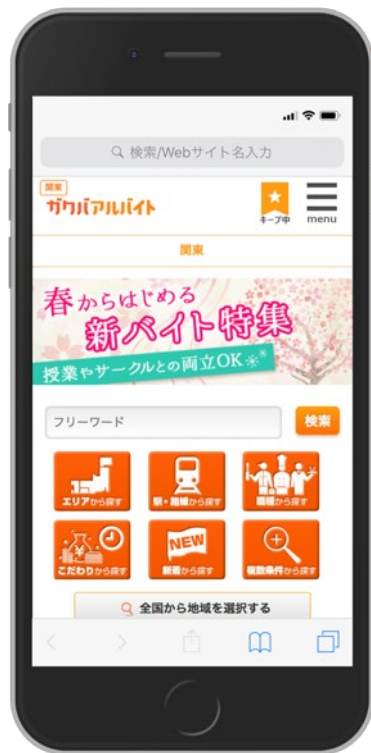 検索/Webサイト名入力
関東
ガクバアルバイト
キープ中
menu
関東
春からはじめる
新バイト特集
授業やサークルとの両立OK
フリーワード
検索
エリアから探す
駅・路線から探す
職種から探す
こだわりから探す
NEW
新着から探す
複数条件から探す
全国から地域を選択する